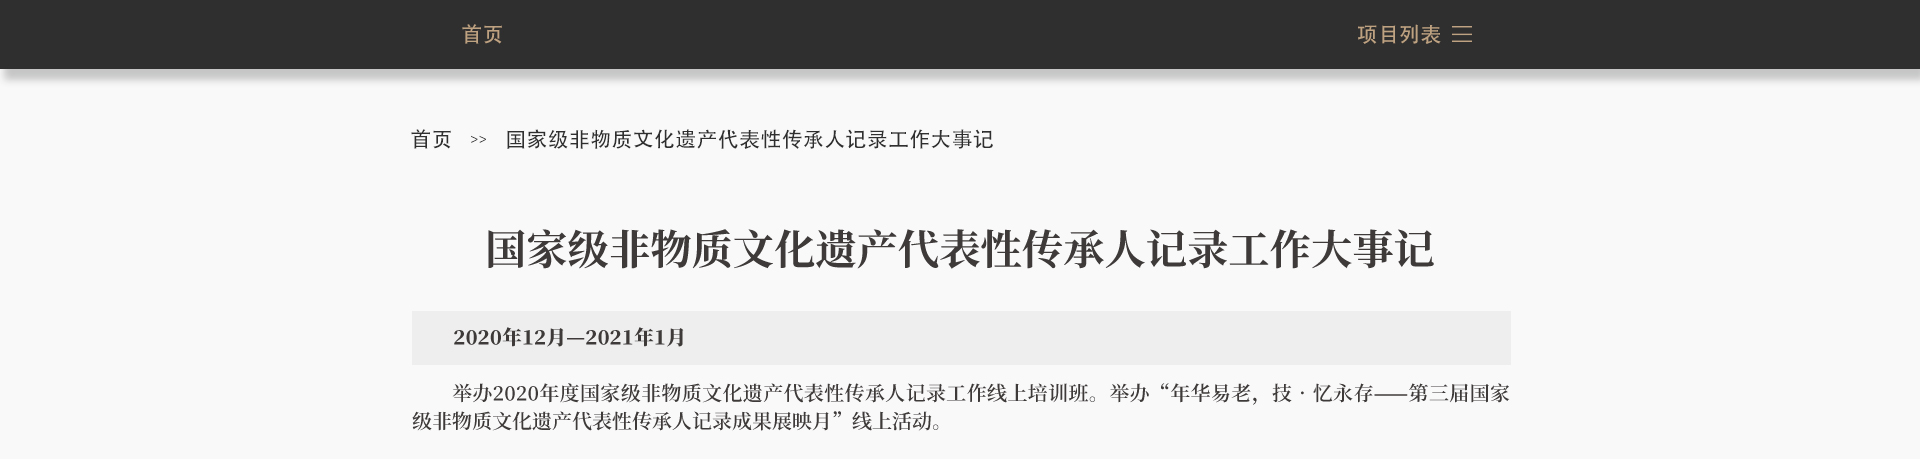 首页 项目列表
首页 >> 国家级非物质文化遗产代表性传承人记录工作大事记
国家级非物质文化遗产代表性传承人记录工作大事记
2020年12月—2021年1月
举办2020年度国家级非物质文化遗产代表性传承人记录工作线上培训班。举办“年华易老，技·忆永存——第三届国家
级非物质文化遗产代表性传承人记录成果展映月”线上活动。